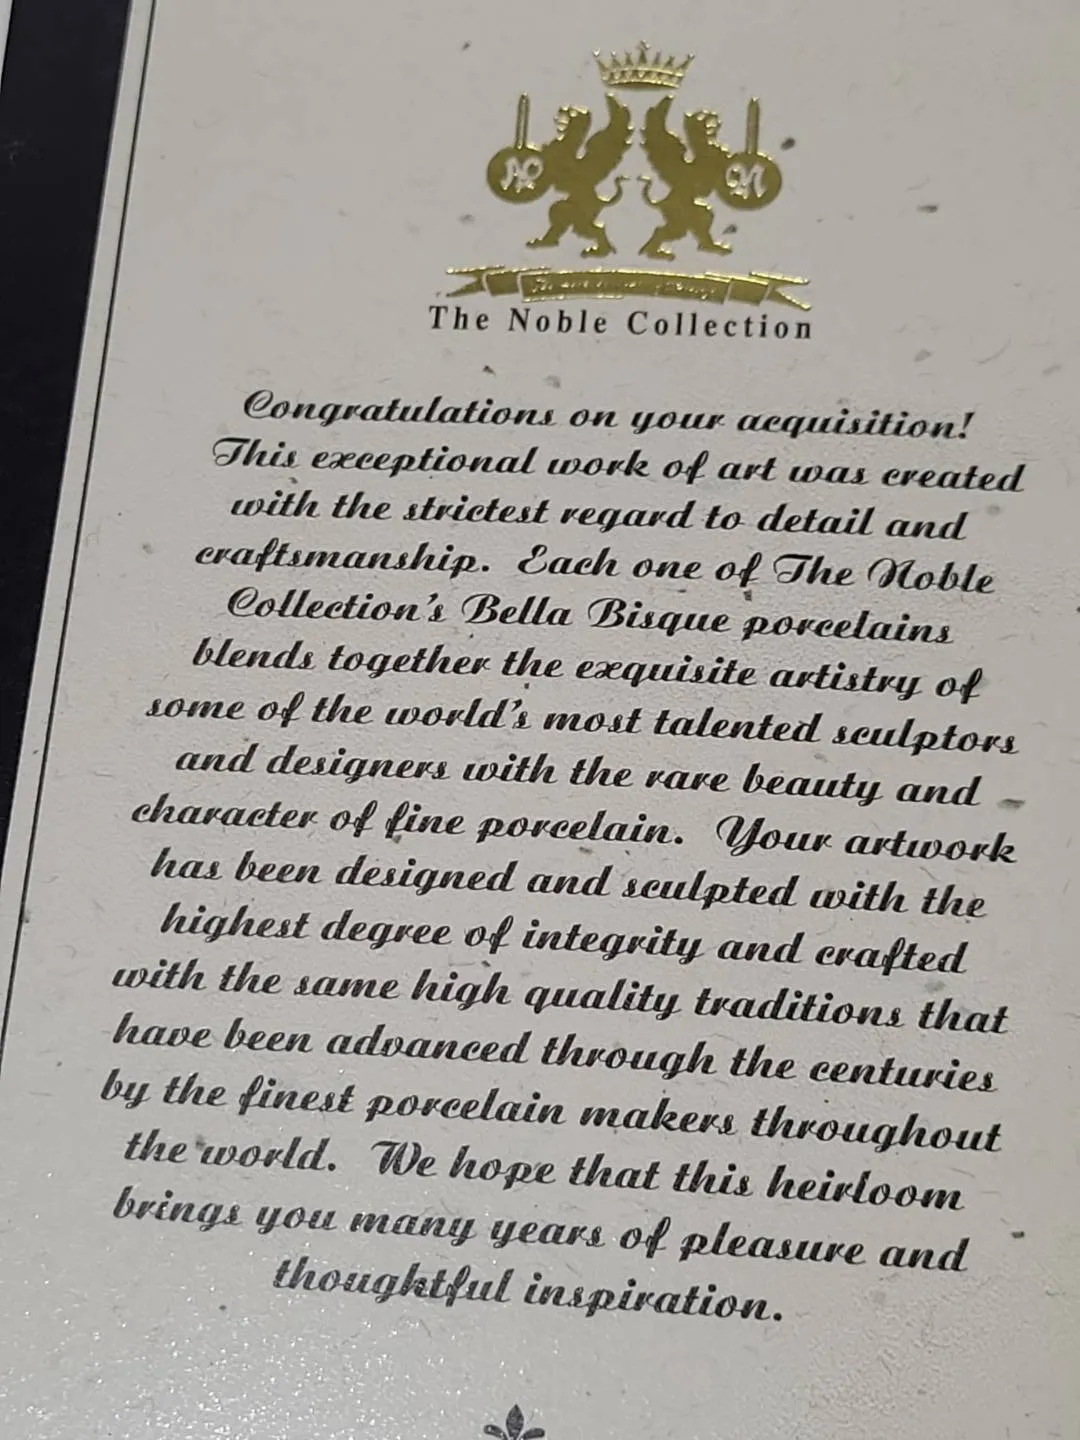 The Noble Collection
Congratulations on your acquisition!
This exceptional work of art was created
with the strictest regard to detail and
craftsmanship. Each one of The Noble
Collection's Bella Bisque porcelains
blends together the exquisite artistry of
some of the world's most talented sculptors
and designers with the rare beauty and
character of fine porcelain. Your artwork
has been designed and sculpted with the
highest degree of integrity and crafted
with the same high quality traditions that
have been advanced through the centuries
by the finest porcelain makers throughout
the world. We hope that this heirloom
brings you many years of pleasure and
thoughtful inspiration.